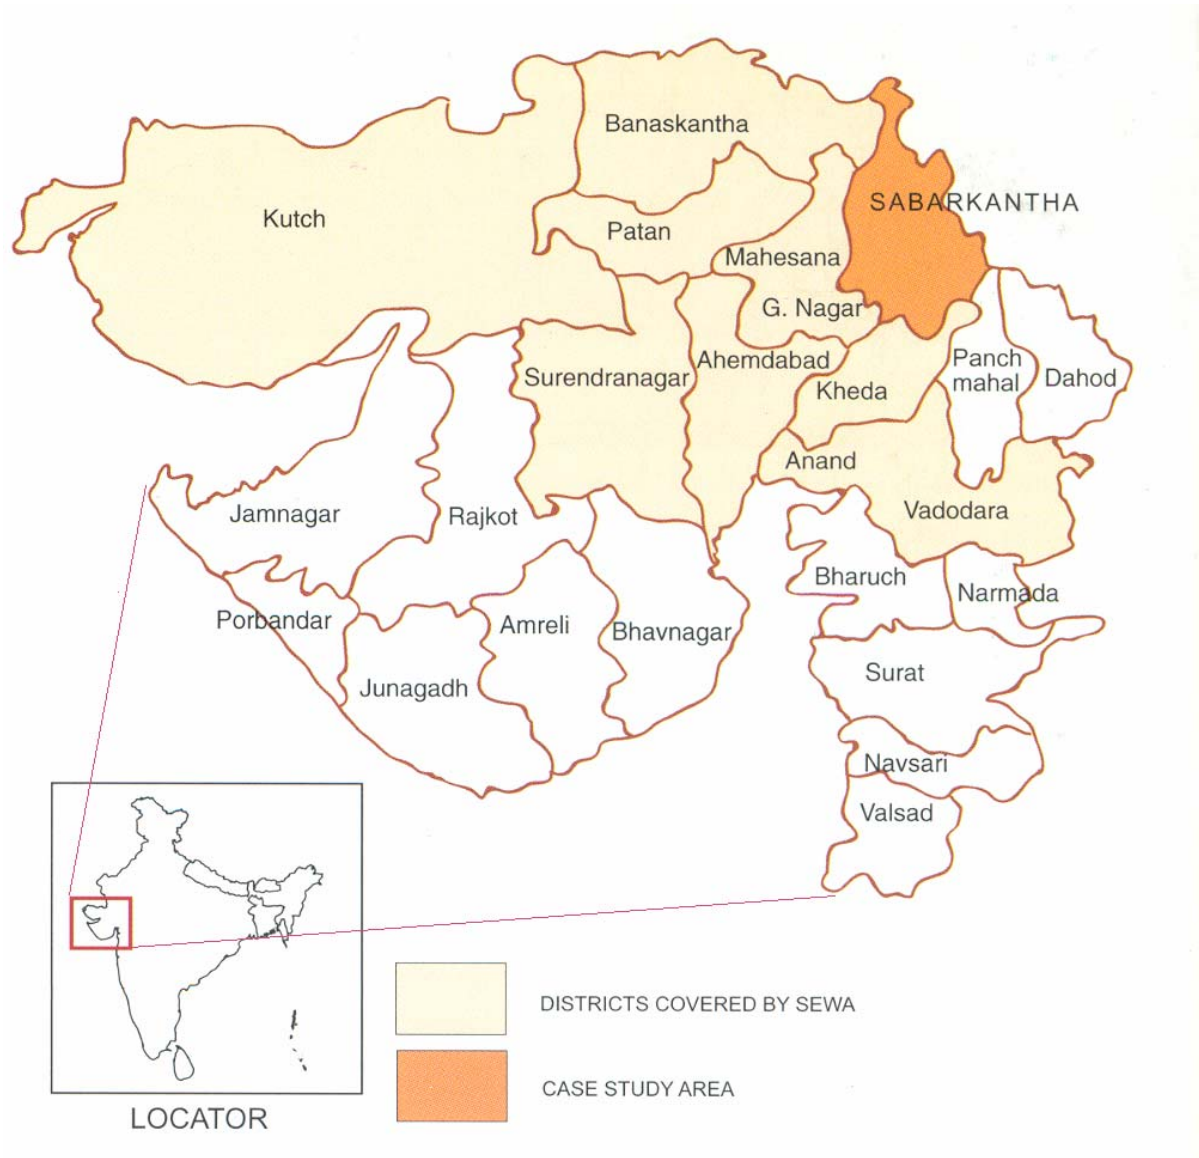 Banaskantha
SABARKANTHA
Kutch
Patan
Mahesana
G. Nagar
Ahemdabad
Surendranagar
Kheda
Panch
mahal
Dahod
Anand
Vadodara
Jamnagar
Rajkot
Bharuch
Narmada
Porbandar
Amreli
Bhavnagar
Junagadh
Surat
Navsari
Valsad
DISTRICTS COVERED BY SEWA
CASE STUDY AREA
LOCATOR